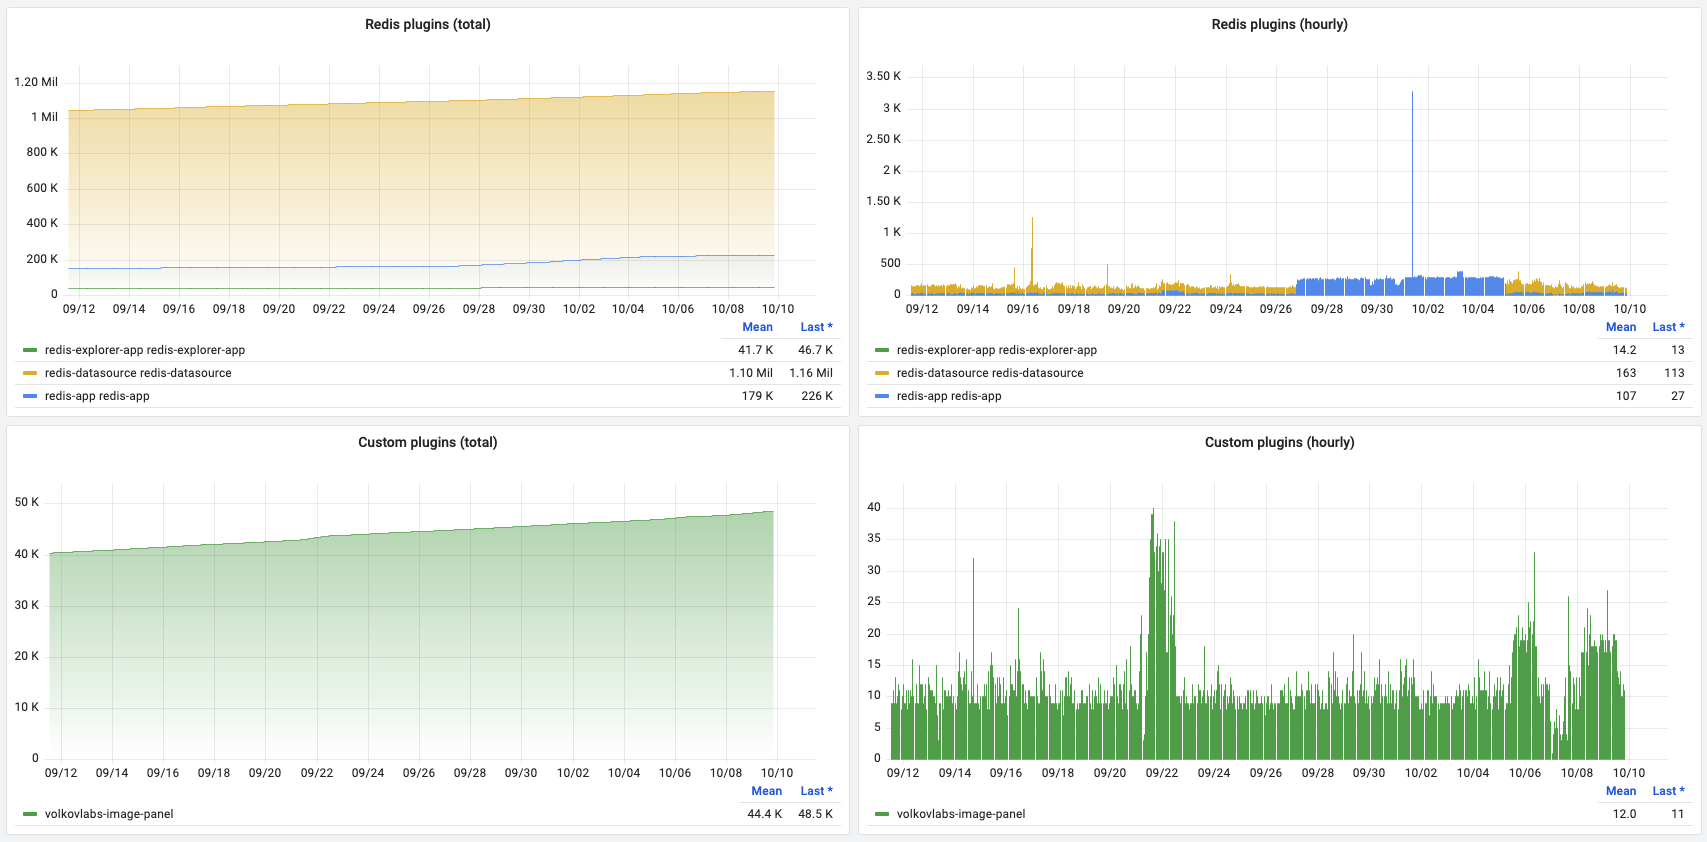 Redis plugins (total)
1.20 Mil
1 Mil
800 K
600 K
400 K
200 K
0
09/12 09/14 09/16 09/18 09/20 09/22 09/24 09/26 09/28 09/30 10/02 10/04 10/06 10/08 10/10
Mean Last *
redis-explorer-app redis-explorer-app 41.7 K 46.7 K
redis-datasource redis-datasource 1.10 Mil 1.16 Mil
redis-app redis-app 179 K 226 K
Redis plugins (hourly)
3.50 K
3 K
2.50 K
2 K
1.50 K
1 K
500
0
09/12 09/14 09/16 09/18 09/20 09/22 09/24 09/26 09/28 09/30 10/02 10/04 10/06 10/08 10/10
Mean Last *
redis-explorer-app redis-explorer-app 14.2 13
redis-datasource redis-datasource 163 113
redis-app redis-app 107 27
Custom plugins (total)
50 K
40 K
30 K
20 K
10 K
0
09/12 09/14 09/16 09/18 09/20 09/22 09/24 09/26 09/28 09/30 10/02 10/04 10/06 10/08 10/10
Mean Last *
volkovlabs-image-panel 44.4 K 48.5 K
Custom plugins (hourly)
40
35
30
25
20
15
10
5
0
09/12 09/14 09/16 09/18 09/20 09/22 09/24 09/26 09/28 09/30 10/02 10/04 10/06 10/08 10/10
Mean Last *
volkovlabs-image-panel 12.0 11